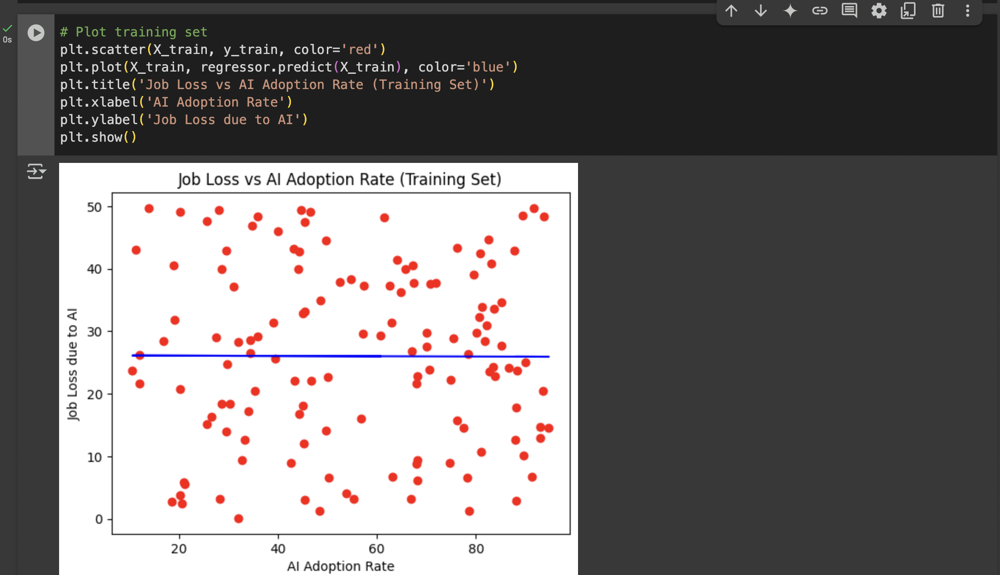 0s
# Plot training set
plt.scatter(X_train, y_train, color='red')
plt.plot(X_train, regressor.predict(X_train), color='blue')
plt.title('Job Loss vs AI Adoption Rate (Training Set)')
plt.xlabel('AI Adoption Rate')
plt.ylabel('Job Loss due to AI')
plt.show()
Job Loss vs AI Adoption Rate (Training Set)
Job Loss due to AI
50
40
30
20
10
0
20 40 60 80
AI Adoption Rate